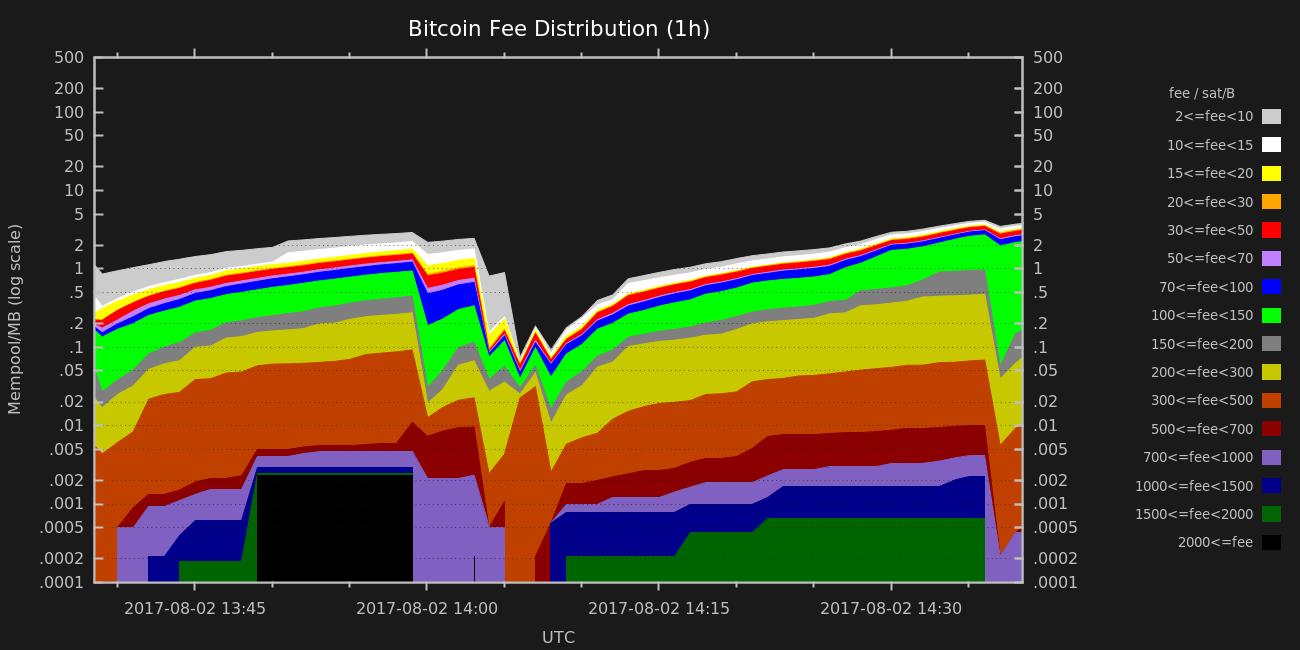 Bitcoin Fee Distribution (1h)
500
200
100
50
20
10
5
2
1
.5
.2
.1
.05
.02
.01
.005
.002
.001
.0005
.0002
.0001
Mempool/MB (log scale)
500
200
100
50
20
10
5
2
1
.5
.2
.1
.05
.02
.01
.005
.002
.001
.0005
.0002
.0001
2017-08-02 13:45 2017-08-02 14:00 2017-08-02 14:15 2017-08-02 14:30
UTC
fee / sat/B
2<=fee<10
10<=fee<15
15<=fee<20
20<=fee<30
30<=fee<50
50<=fee<70
70<=fee<100
100<=fee<150
150<=fee<200
200<=fee<300
300<=fee<500
500<=fee<700
700<=fee<1000
1000<=fee<1500
1500<=fee<2000
2000<=fee